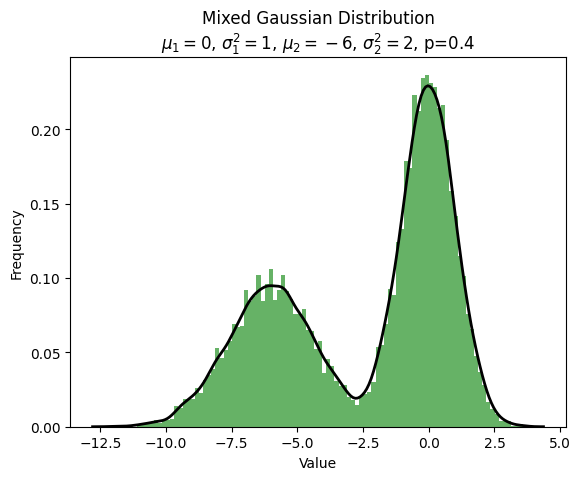 Mixed Gaussian Distribution
μ₁ = 0, σ₁² = 1, μ₂ = −6, σ₂² = 2, p=0.4
Frequency
0.20
0.15
0.10
0.05
0.00
−12.5 −10.0 −7.5 −5.0 −2.5 0.0 2.5 5.0
Value